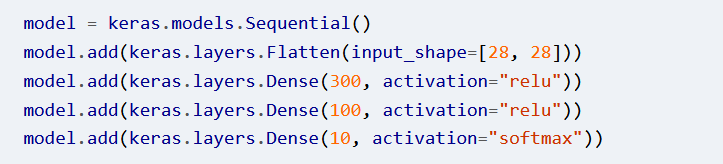 model = keras.models.Sequential()
model.add(keras.layers.Flatten(input_shape=[28, 28]))
model.add(keras.layers.Dense(300, activation="relu"))
model.add(keras.layers.Dense(100, activation="relu"))
model.add(keras.layers.Dense(10, activation="softmax"))